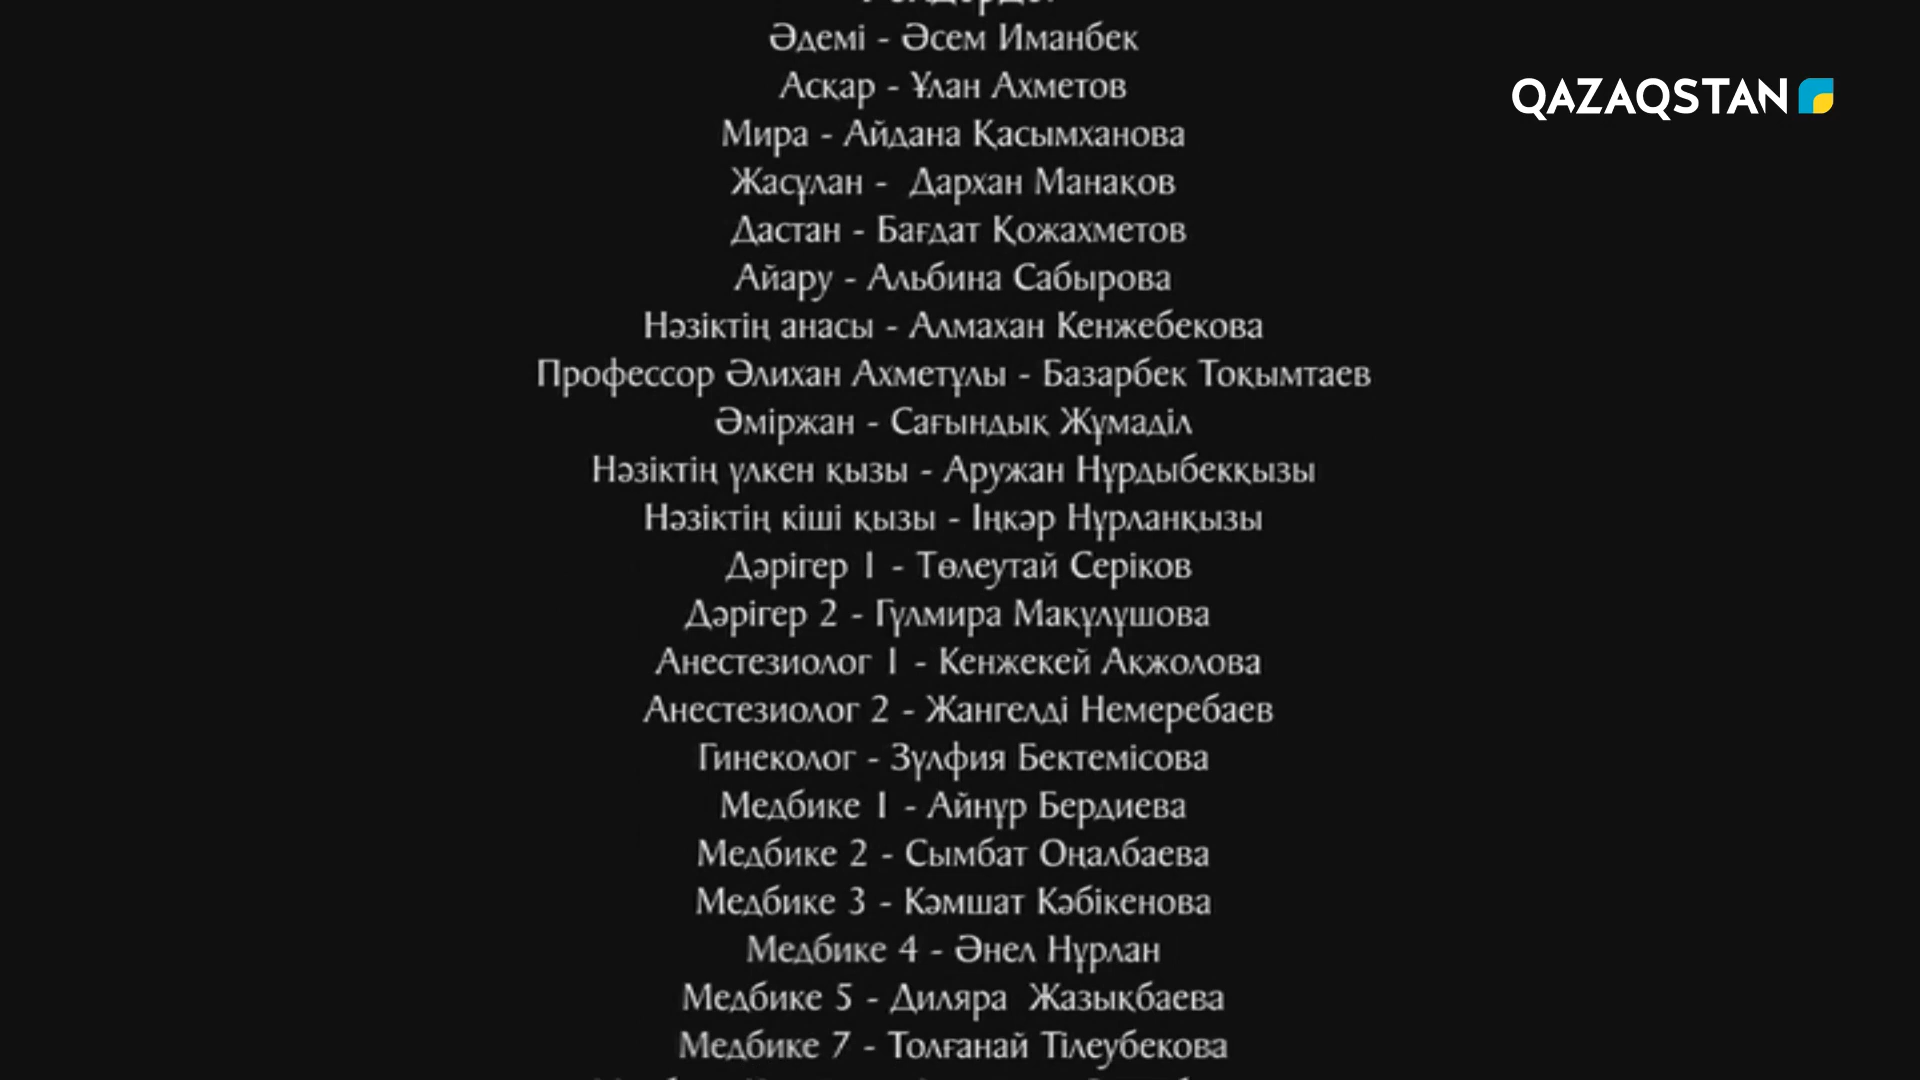 Әдемі - Әсем Иманбек
Асқар - Ұлан Ахметов
QAZAQSTAN
Мира - Айдана Қасымханова
Жасұлан -  Дархан Манақов
Дастан - Бағдат Қожахметов
Айару - Альбина Сабырова
Нәзіктің анасы - Алмахан Кенжебекова
Профессор Әлихан Ахметұлы - Базарбек Тоқымтаев
Әміржан - Сағындық Жұмаділ
Нәзіктің үлкен қызы - Аружан Нұрдыбекқызы
Нәзіктің кіші қызы - Іңкәр Нұрланқызы
Дәрігер 1 - Төлеутай Серіков
Дәрігер 2 - Гүлмира Мақұлұшова
Анестезиолог 1 - Кенжекей Ақжолова
Анестезиолог 2 - Жангелді Немеребаев
Гинеколог - Зүлфия Бектемісова
Медбике 1 - Айнұр Бердиева
Медбике 2 - Сымбат Оңалбаева
Медбике 3 - Кәмшат Кәбікенова
Медбике 4 - Әнел Нұрлан
Медбике 5 - Диляра  Жазықбаева
Медбике 7 - Толғанай Тілеубекова